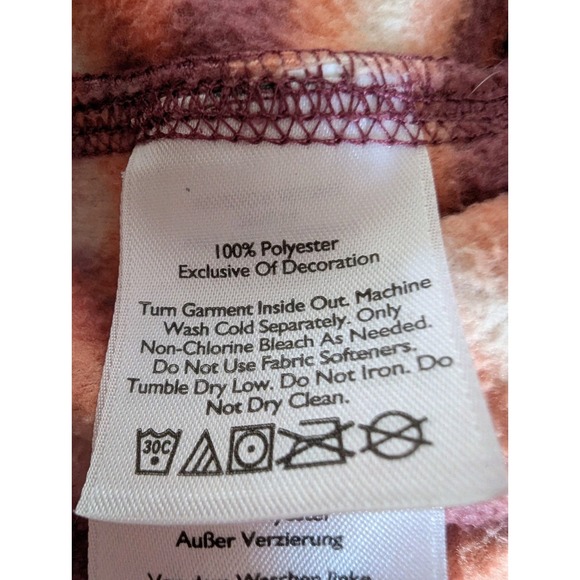 100% Polyester
Exclusive Of Decoration
Turn Garment Inside Out. Machine
Wash Cold Separately. Only
Non-Chlorine Bleach As Needed.
Do Not Use Fabric Softeners.
Tumble Dry Low. Do Not Iron. Do
Not Dry Clean.
30C
Außer Verzierung